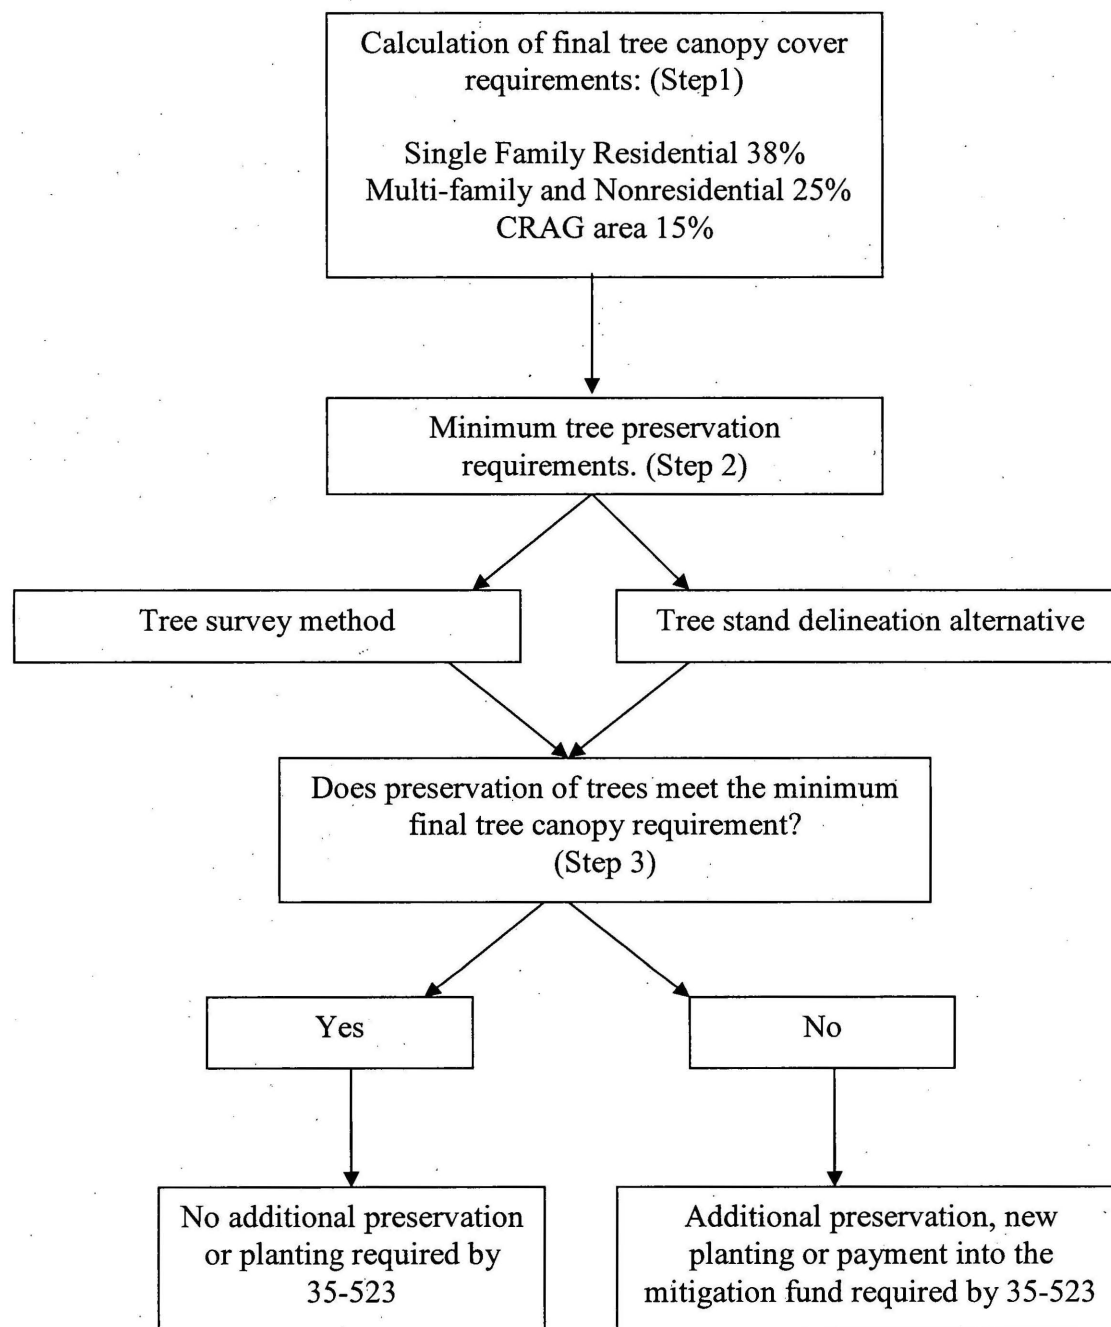 Calculation of final tree canopy cover
requirements: (Step1)
Single Family Residential 38%
Multi-family and Nonresidential 25%
CRAG area 15%
Minimum tree preservation
requirements. (Step 2)
Tree survey method
Tree stand delineation alternative
Does preservation of trees meet the minimum
final tree canopy requirement?
(Step 3)
Yes
No
No additional preservation
or planting required by
35-523
Additional preservation, new
planting or payment into the
mitigation fund required by 35-523